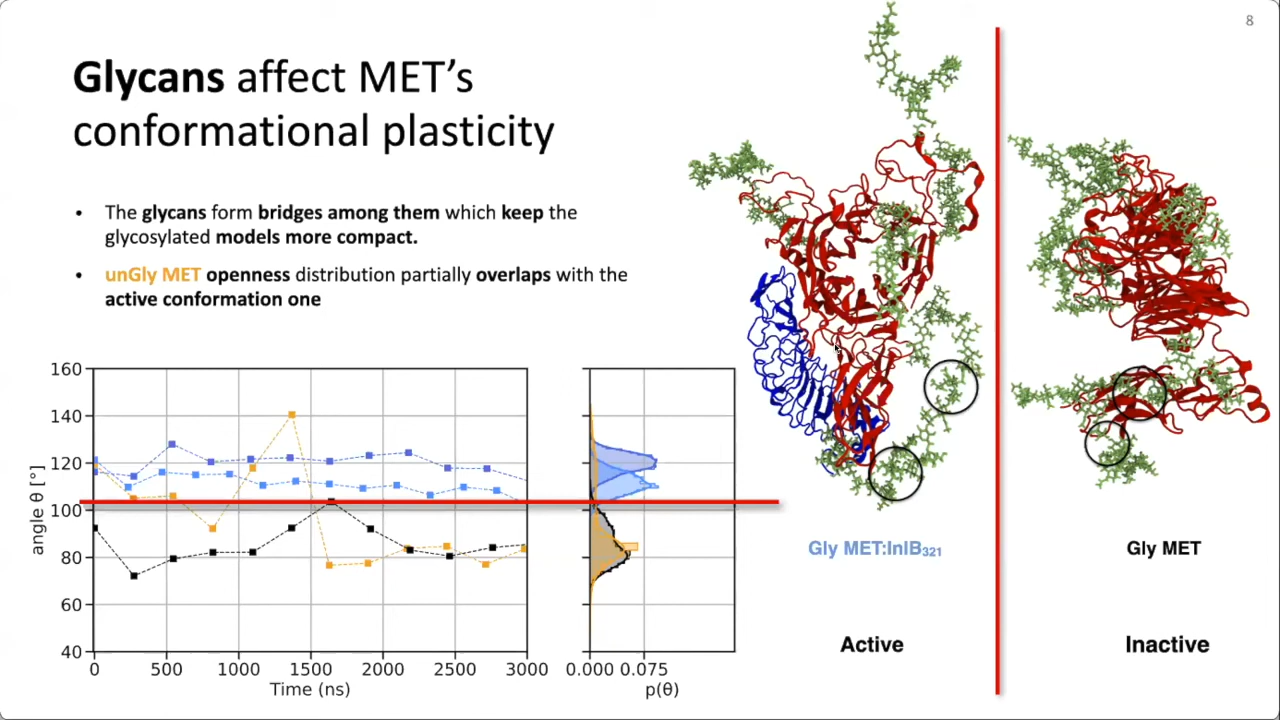 8
Glycans affect MET's
conformational plasticity
• The glycans form bridges among them which keep the
glycosylated models more compact.
• unGly MET openness distribution partially overlaps with the
active conformation one
160
140
120
100
80
60
40
angle θ [°]
0 500 1000 1500 2000 2500 3000
Time (ns)
0.000 0.075
p(θ)
Gly MET:InlB₃₂₁
Active
Gly MET
Inactive